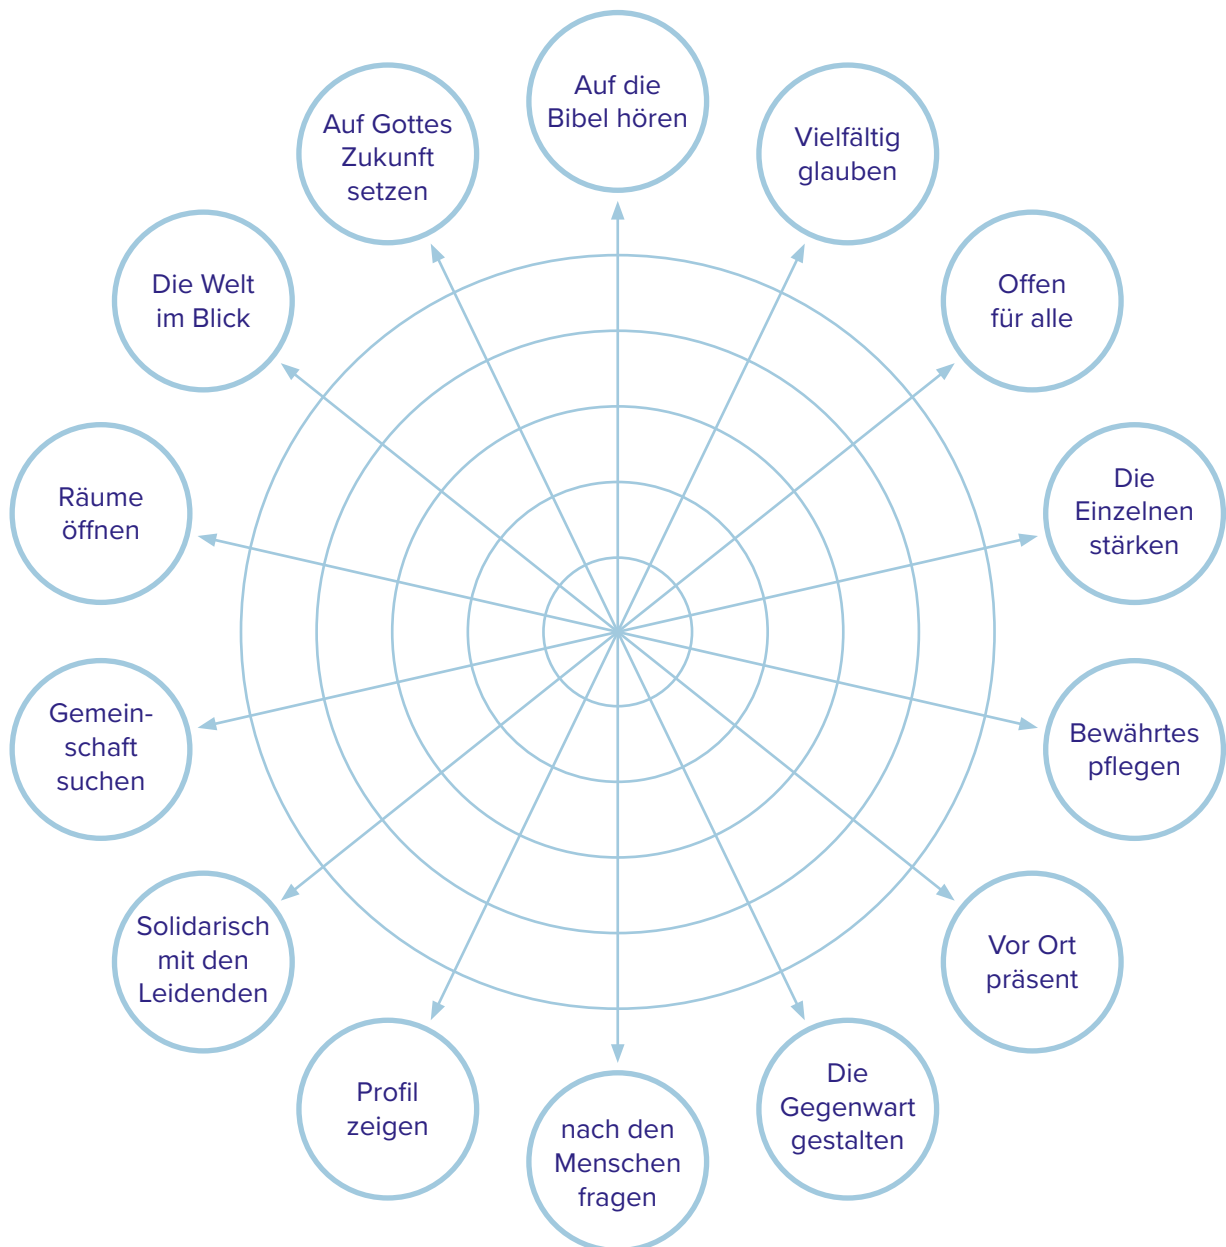 Auf die
Bibel hören
Vielfältig
glauben
Offen
für alle
Die
Einzelnen
stärken
Bewährtes
pflegen
Vor Ort
präsent
Die
Gegenwart
gestalten
nach den
Menschen
fragen
Profil
zeigen
Solidarisch
mit den
Leidenden
Gemein-
schaft
suchen
Räume
öffnen
Die Welt
im Blick
Auf Gottes
Zukunft
setzen